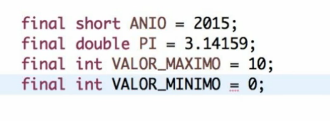 final short ANIO = 2015;
final double PI = 3.14159;
final int VALOR_MAXIMO = 10;
final int VALOR_MINIMO = 0;